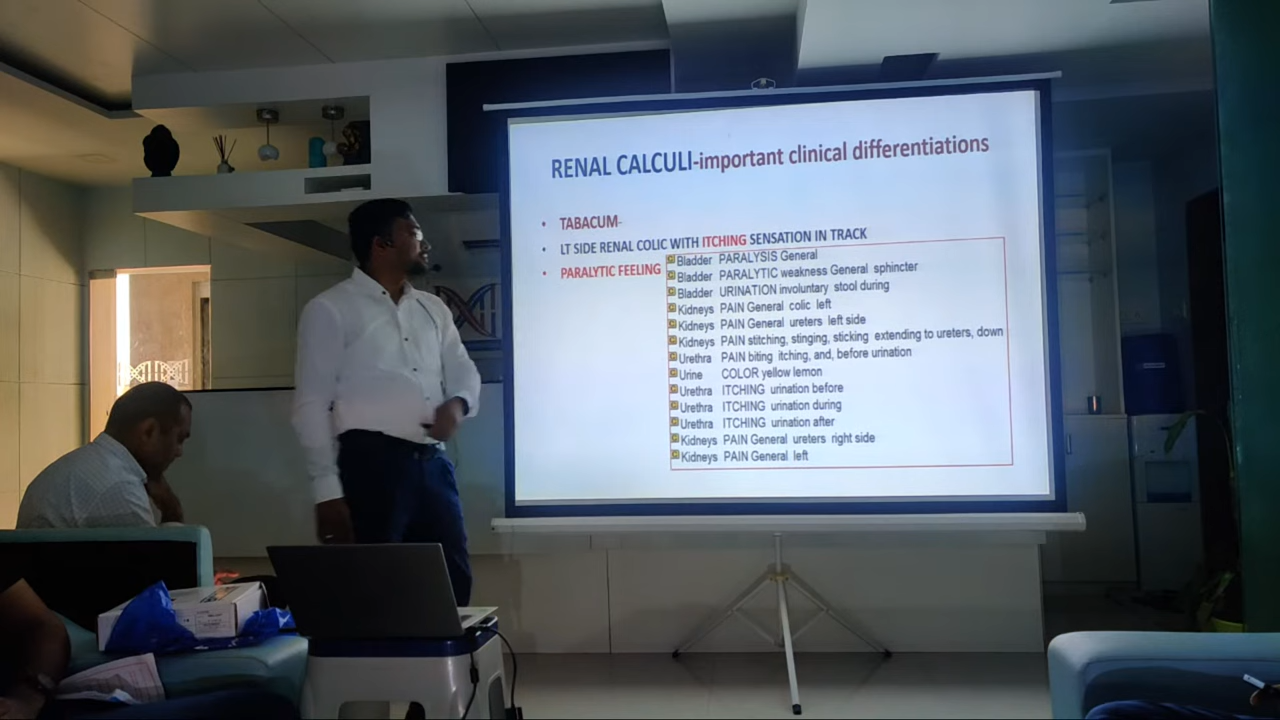 RENAL CALCULI-important clinical differentiations
• TABACUM-
• LT SIDE RENAL COLIC WITH ITCHING SENSATION IN TRACK
• PARALYTIC FEELING
Bladder PARALYSIS General
Bladder PARALYTIC weakness General sphincter
Bladder URINATION involuntary stool during
Kidneys PAIN General colic left
Kidneys PAIN General ureters left side
Kidneys PAIN stitching, stinging, sticking extending to ureters, down
Urethra PAIN biting itching, and, before urination
Urine COLOR yellow lemon
Urethra ITCHING urination before
Urethra ITCHING urination during
Urethra ITCHING urination after
Kidneys PAIN General ureters right side
Kidneys PAIN General left